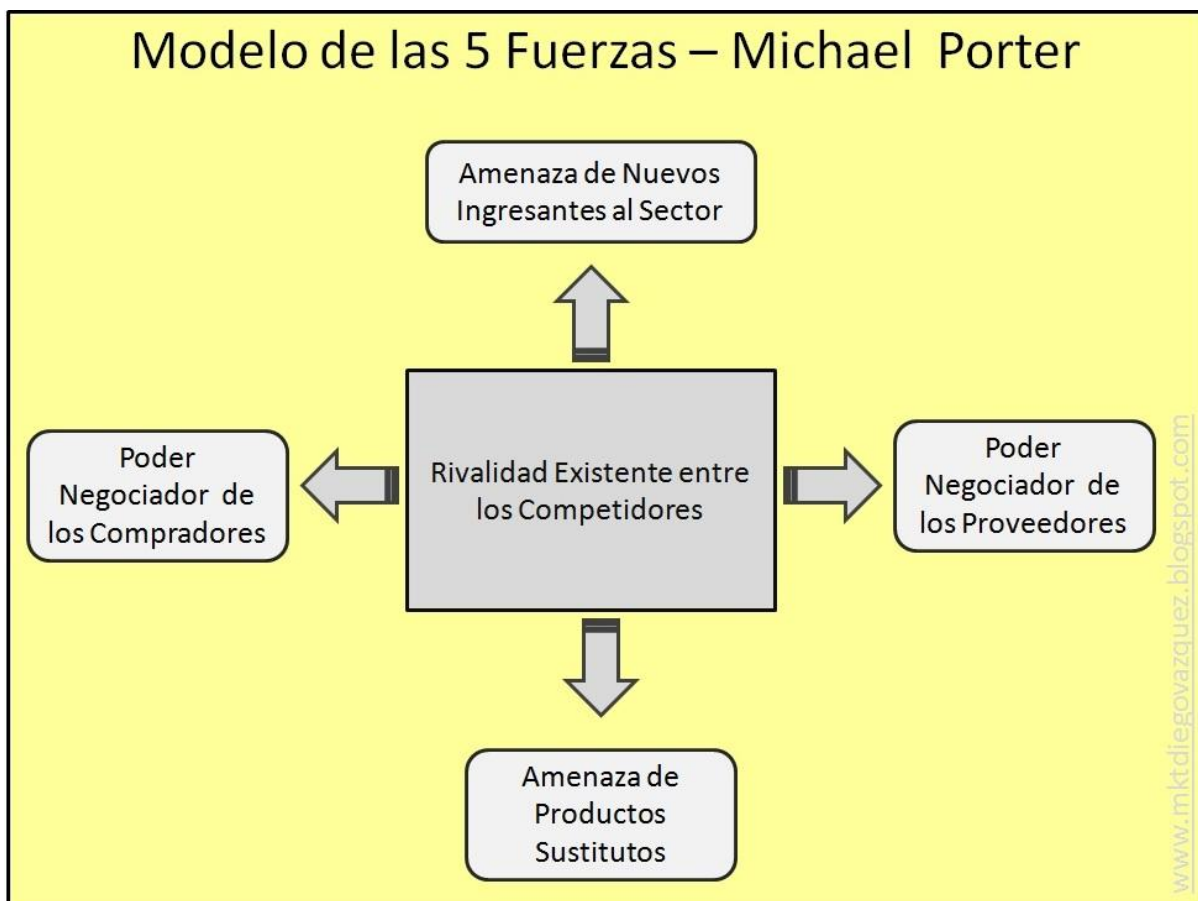 Modelo de las 5 Fuerzas – Michael Porter
Amenaza de Nuevos
Ingresantes al Sector
Poder
Negociador de
los Compradores
Rivalidad Existente entre
los Competidores
Poder
Negociador de
los Proveedores
Amenaza de
Productos
Sustitutos
www.mktdiegovazquez.blogspot.com